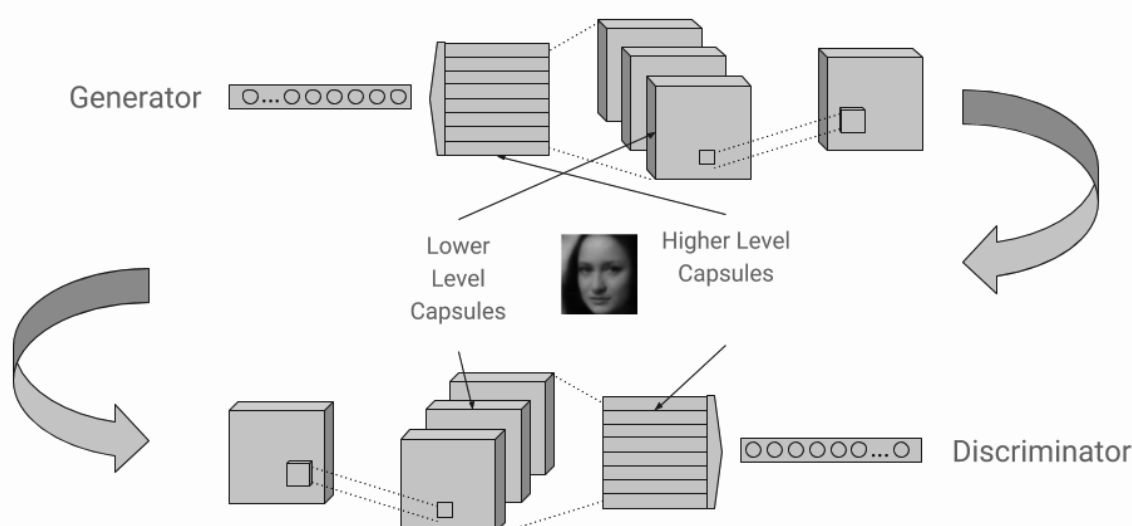 Generator
Lower
Level
Capsules
Higher Level
Capsules
Discriminator